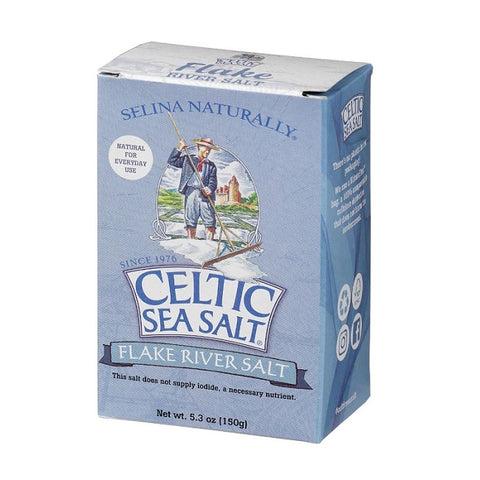 Flake
RIVER SALT
SELINA NATURALLY®
NATURAL
FOR
EVERYDAY
USE
SINCE 1976
CELTIC
SEA SALT®
FLAKE RIVER SALT
This salt does not supply iodide, a necessary nutrient.
Net wt. 5.3 oz (150g)
CELTIC
SEA SALT